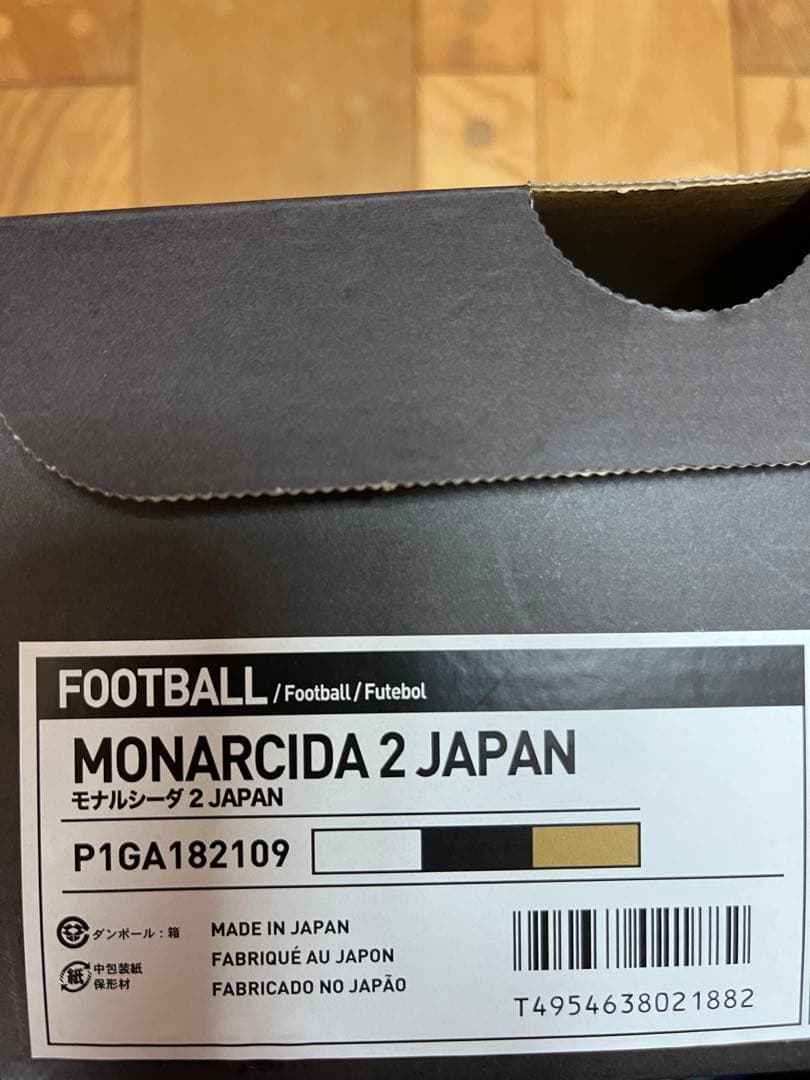 FOOTBALL /Football/Futebol
MONARCIDA 2 JAPAN
モナルシーダ 2 JAPAN
P1GA182109
ダンボール：箱
紙 中包装紙
保形材
MADE IN JAPAN
FABRIQUÉ AU JAPON
FABRICADO NO JAPÃO
T4954638021882